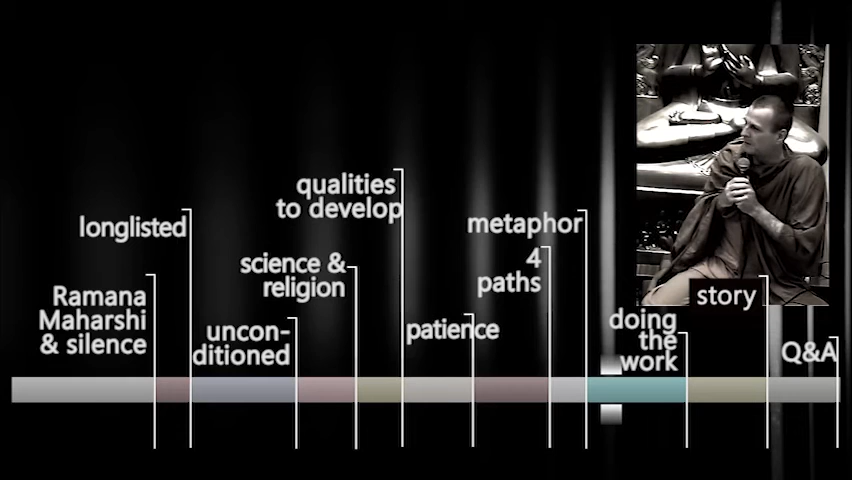 Ramana
Maharshi
& silence
longlisted
uncon-
ditioned
science &
religion
qualities
to develop
patience
4
paths
metaphor
doing
the
work
story
Q&A